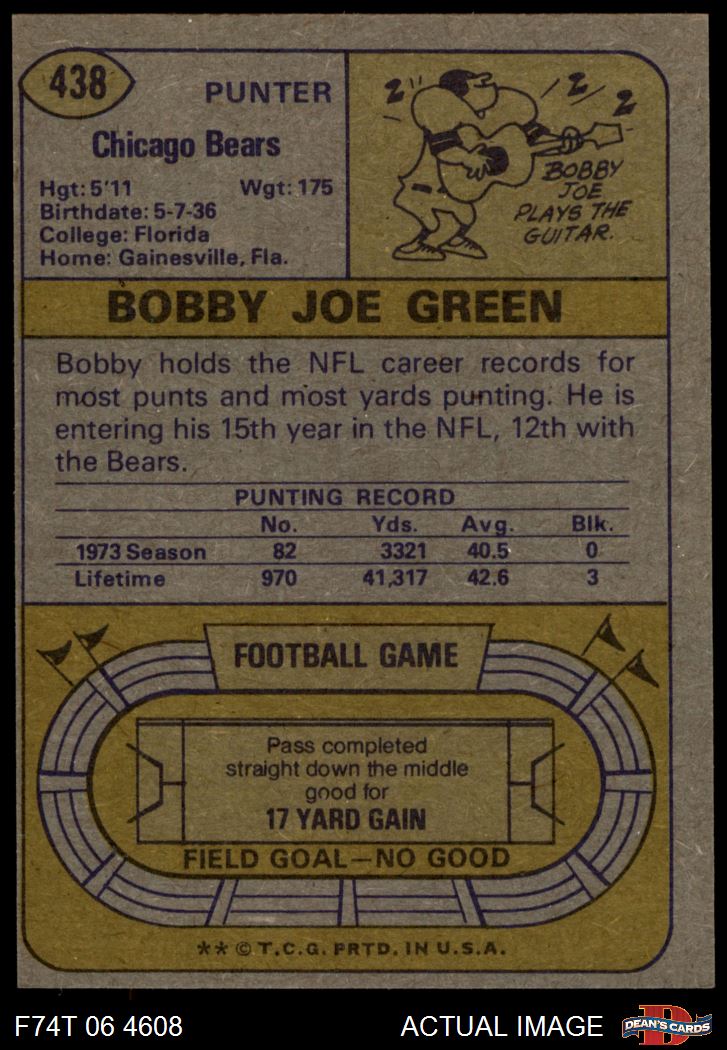 438
PUNTER
Chicago Bears
Hgt: 5'11 Wgt: 175
Birthdate: 5-7-36
College: Florida
Home: Gainesville, Fla.
BOBBY
JOE
PLAYS THE
GUITAR.
BOBBY JOE GREEN
Bobby holds the NFL career records for
most punts and most yards punting. He is
entering his 15th year in the NFL, 12th with
the Bears.
PUNTING RECORD
No. Yds. Avg. Blk.
1973 Season 82 3321 40.5 0
Lifetime 970 41,317 42.6 3
FOOTBALL GAME
Pass completed
straight down the middle
good for
17 YARD GAIN
FIELD GOAL—NO GOOD
** © T.C.G. PRTD. IN U.S.A.
F74T 06 4608 ACTUAL IMAGE
D
DEAN'S CARDS